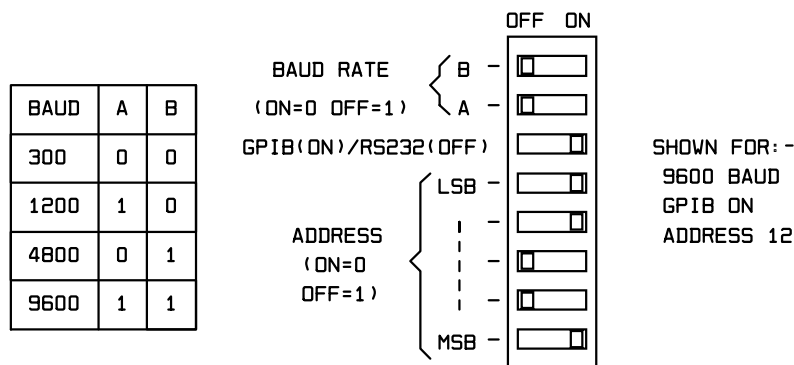 OFF ON
BAUD RATE
(ON=0 OFF=1)
B -
A -
GPIB(ON)/RS232(OFF)
LSB -
-
-
-
MSB -
ADDRESS
(ON=0
OFF=1)
BAUD A B
300 0 0
1200 1 0
4800 0 1
9600 1 1
SHOWN FOR:-
9600 BAUD
GPIB ON
ADDRESS 12